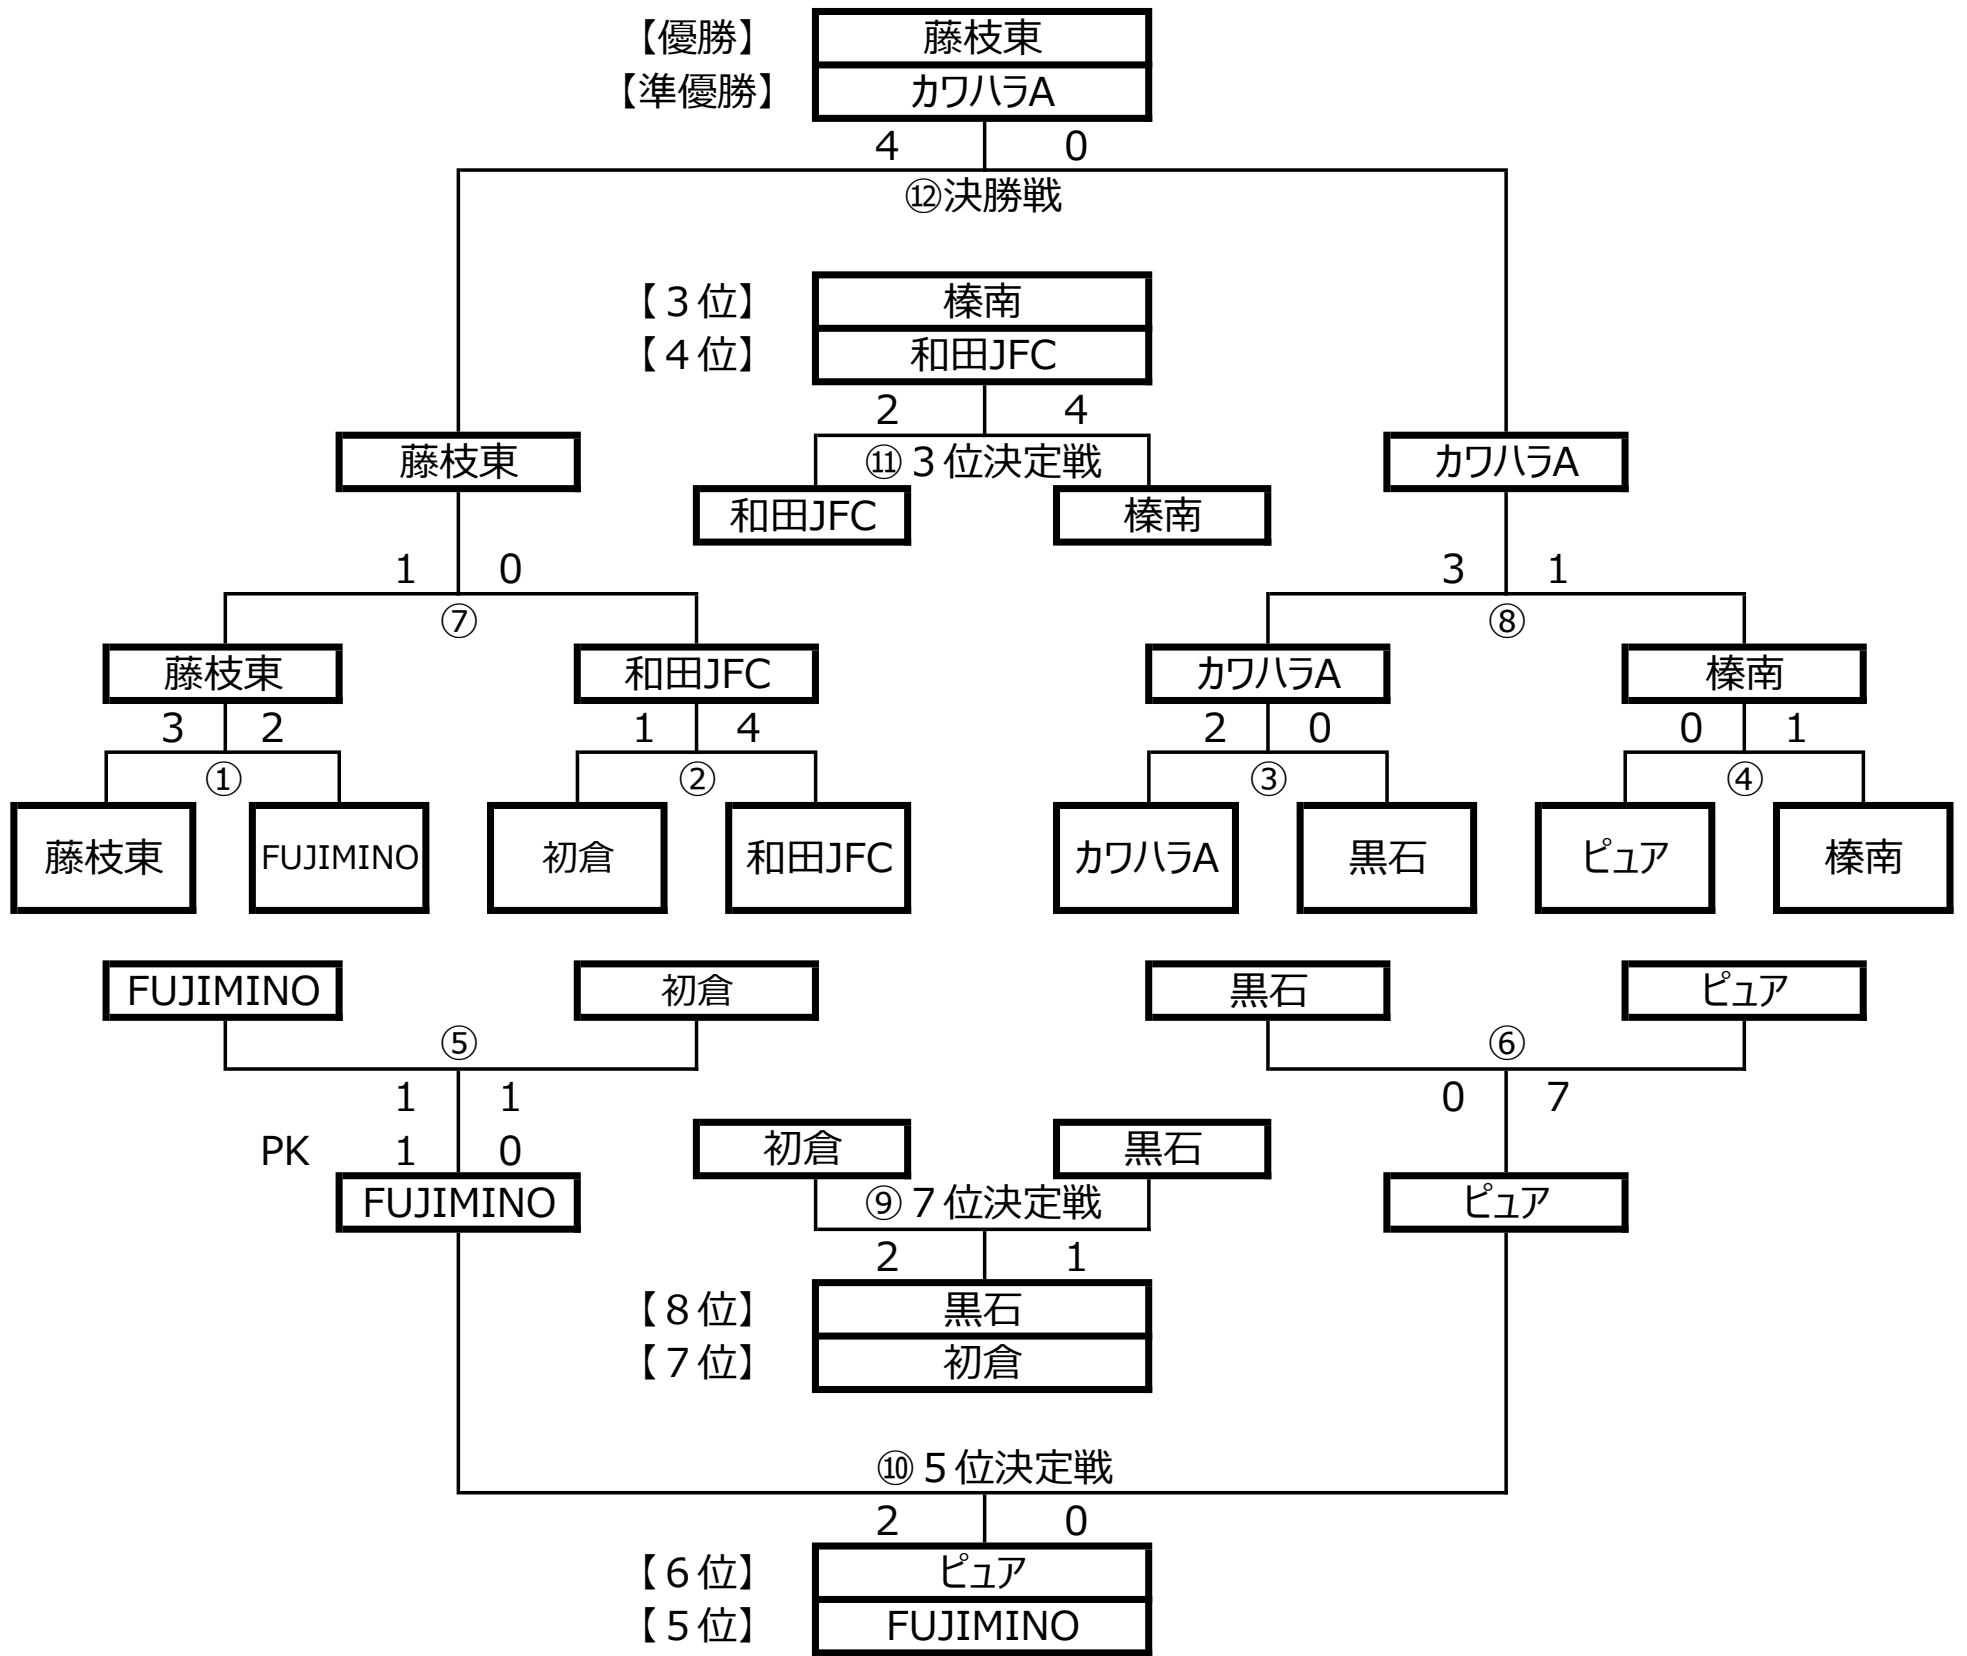 【優勝】 藤枝東
【準優勝】 カワハラA
4 0
⑫決勝戦
【３位】 榛南
【４位】 和田JFC
2 4
藤枝東 ⑪３位決定戦 カワハラA
和田JFC 榛南
1 0 3 1
⑦ ⑧
藤枝東 和田JFC カワハラA 榛南
3 2 1 4 2 0 0 1
① ② ③ ④
藤枝東 FUJIMINO 初倉 和田JFC カワハラA 黒石 ピュア 榛南
FUJIMINO 初倉 黒石 ピュア
⑤ ⑥
1 1 0 7
PK 1 0 初倉 黒石
FUJIMINO ⑨７位決定戦 ピュア
2 1
【８位】 黒石
【７位】 初倉
⑩５位決定戦
2 0
【６位】 ピュア
【５位】 FUJIMINO